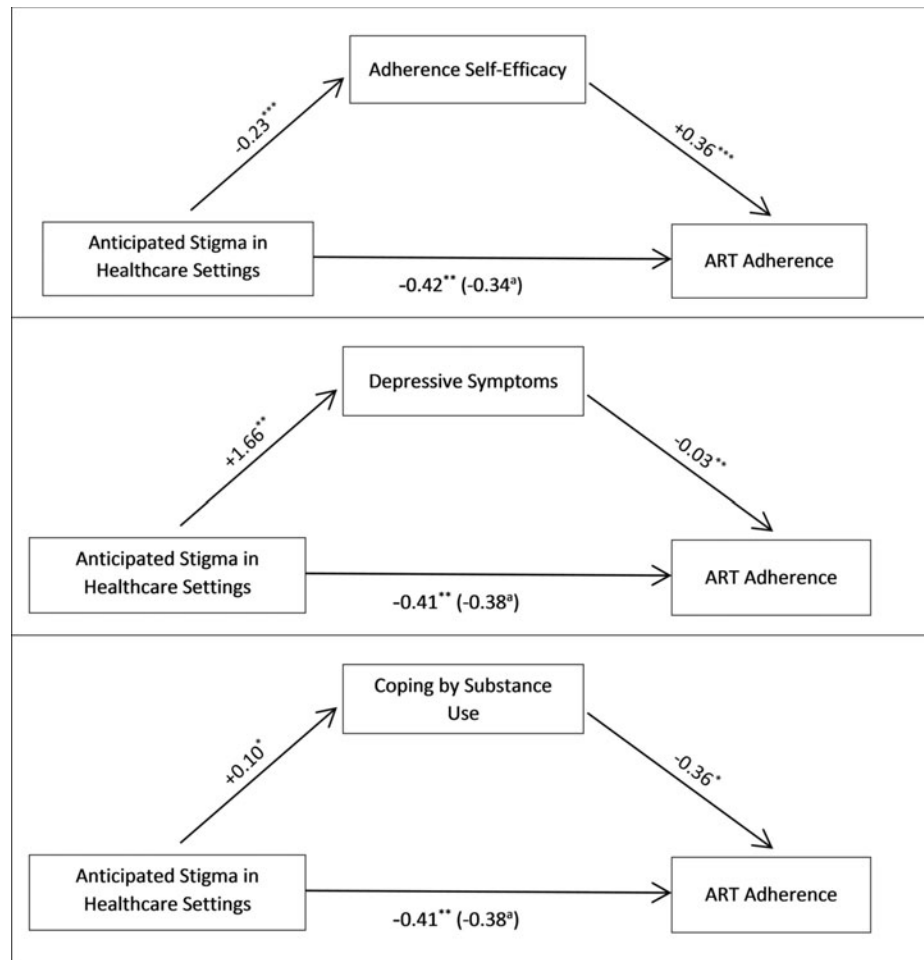 Adherence Self-Efficacy
-0.23***
+0.36***
Anticipated Stigma in
Healthcare Settings
ART Adherence
-0.42** (-0.34ᵃ)
Depressive Symptoms
+1.66**
-0.03**
Anticipated Stigma in
Healthcare Settings
ART Adherence
-0.41** (-0.38ᵃ)
Coping by Substance
Use
+0.10*
-0.36*
Anticipated Stigma in
Healthcare Settings
ART Adherence
-0.41** (-0.38ᵃ)